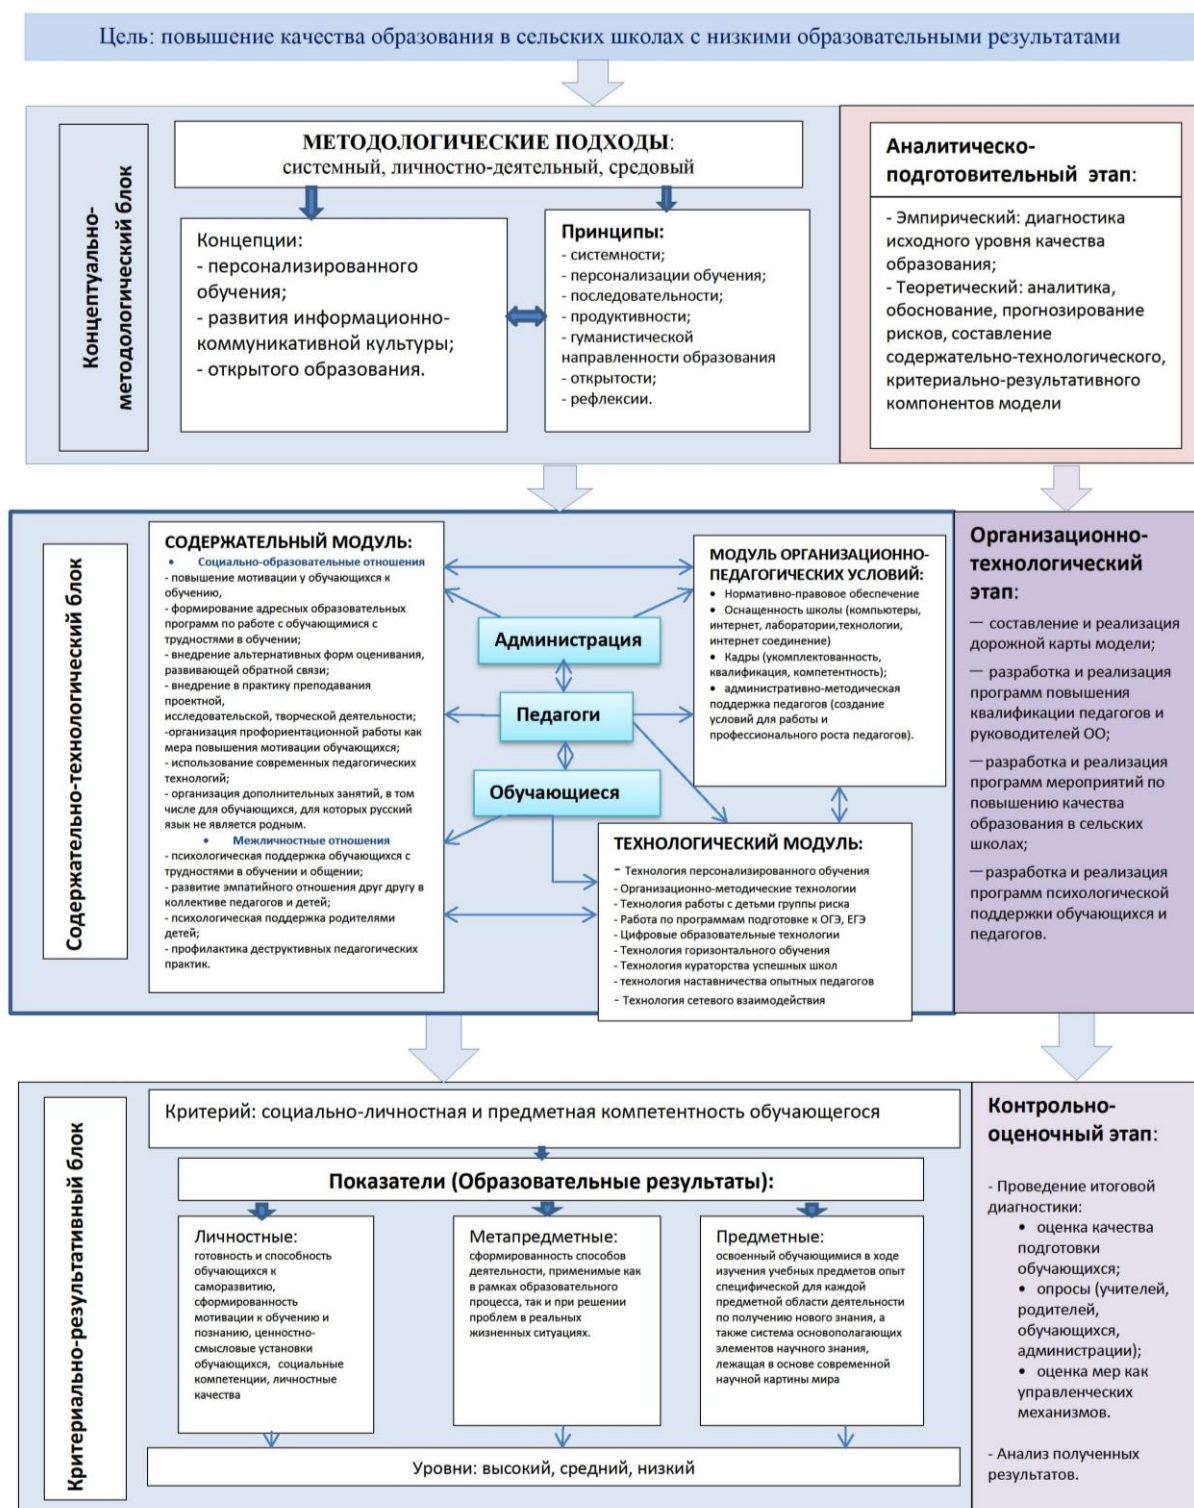 Цель: повышение качества образования в сельских школах с низкими образовательными результатами
Концептуально-
методологический блок
МЕТОДОЛОГИЧЕСКИЕ ПОДХОДЫ:
системный, личностно-деятельный, средовый
Концепции:
- персонализированного
обучения;
- развития информационно-
коммуникативной культуры;
- открытого образования.
Принципы:
- системности;
- персонализации обучения;
- последовательности;
- продуктивности;
- гуманистической
направленности образования
- открытости;
- рефлексии.
Аналитическо-
подготовительный этап:
- Эмпирический: диагностика
исходного уровня качества
образования;
- Теоретический: аналитика,
обоснование, прогнозирование
рисков, составление
содержательно-технологического,
критериально-результативного
компонентов модели
Содержательно-технологический блок
СОДЕРЖАТЕЛЬНЫЙ МОДУЛЬ:
• Социально-образовательные отношения
- повышение мотивации у обучающихся к
обучению,
- формирование адресных образовательных
программ по работе с обучающимися с
трудностями в обучении;
- внедрение альтернативных форм оценивания,
развивающей обратной связи;
- внедрение в практику преподавания
проектной,
исследовательской, творческой деятельности;
-организация профориентационной работы как
мера повышения мотивации обучающихся;
- использование современных педагогических
технологий;
- организация дополнительных занятий, в том
числе для обучающихся, для которых русский
язык не является родным.
• Межличностные отношения
- психологическая поддержка обучающихся с
трудностями в обучении и общении;
- развитие эмпатийного отношения друг другу в
коллективе педагогов и детей;
- психологическая поддержка родителями
детей;
- профилактика деструктивных педагогических
практик.
Администрация
Педагоги
Обучающиеся
МОДУЛЬ ОРГАНИЗАЦИОННО-
ПЕДАГОГИЧЕСКИХ УСЛОВИЙ:
• Нормативно-правовое обеспечение
• Оснащенность школы (компьютеры,
интернет, лаборатории,технологии,
интернет соединение)
• Кадры (укомплектованность,
квалификация, компетентность);
• административно-методическая
поддержка педагогов (создание
условий для работы и
профессионального роста педагогов).
ТЕХНОЛОГИЧЕСКИЙ МОДУЛЬ:
- Технология персонализированного обучения
- Организационно-методические технологии
- Технология работы с детьми группы риска
- Работа по программам подготовке к ОГЭ, ЕГЭ
- Цифровые образовательные технологии
- Технология горизонтального обучения
- Технология кураторства успешных школ
- технология наставничества опытных педагогов
- Технология сетевого взаимодействия
Организационно-
технологический
этап:
— составление и реализация
дорожной карты модели;
— разработка и реализация
программ повышения
квалификации педагогов и
руководителей ОО;
— разработка и реализация
программ мероприятий по
повышению качества
образования в сельских
школах;
— разработка и реализация
программ психологической
поддержки обучающихся и
педагогов.
Критериально-результативный блок
Критерий: социально-личностная и предметная компетентность обучающегося
Показатели (Образовательные результаты):
Личностные:
готовность и способность
обучающихся к
саморазвитию,
сформированность
мотивации к обучению и
познанию, ценностно-
смысловые установки
обучающихся, социальные
компетенции, личностные
качества
Метапредметные:
сформированность способов
деятельности, применимые как
в рамках образовательного
процесса, так и при решении
проблем в реальных
жизненных ситуациях.
Предметные:
освоенный обучающимися в ходе
изучения учебных предметов опыт
специфической для каждой
предметной области деятельности
по получению нового знания, а
также система основополагающих
элементов научного знания,
лежащая в основе современной
научной картины мира
Уровни: высокий, средний, низкий
Контрольно-
оценочный этап:
- Проведение итоговой
диагностики:
• оценка качества
подготовки
обучающихся;
• опросы (учителей,
родителей,
обучающихся,
администрации);
• оценка мер как
управленческих
механизмов.
- Анализ полученных
результатов.